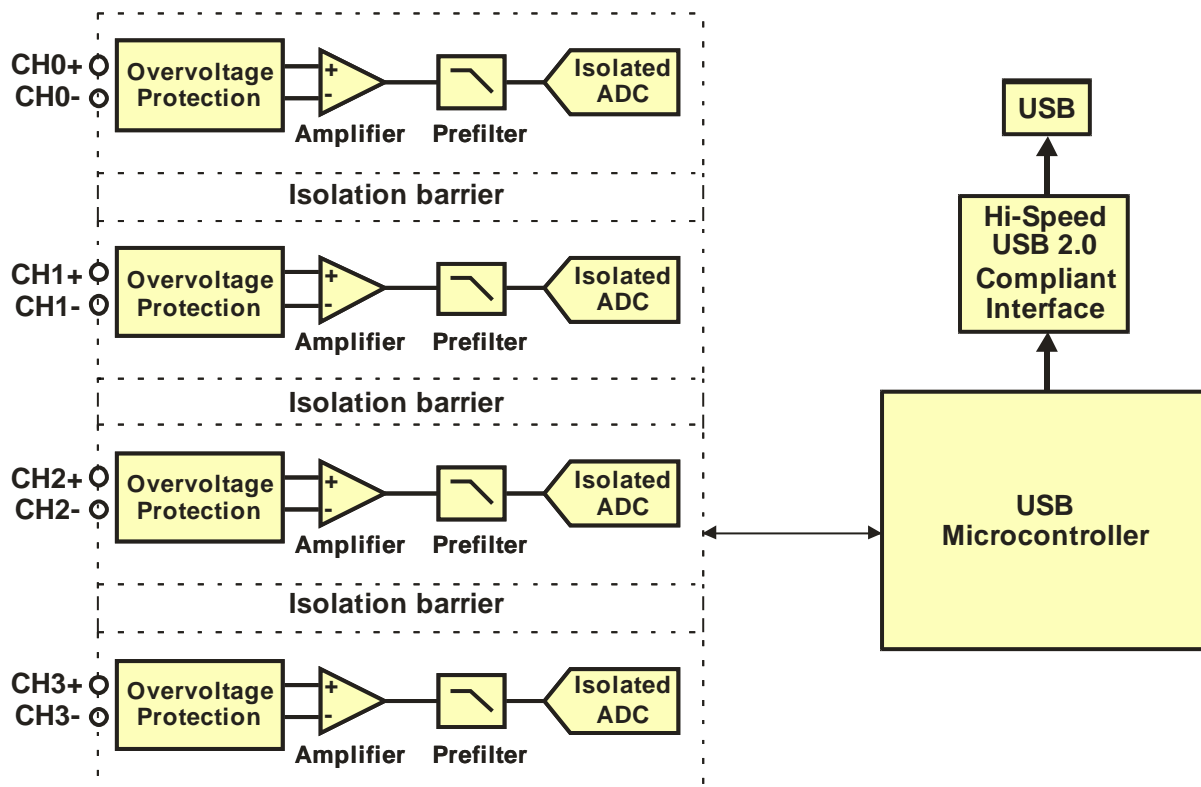 CH0+
CH0-
Overvoltage
Protection
+
-
Amplifier
Prefilter
Isolated
ADC
Isolation barrier
CH1+
CH1-
Overvoltage
Protection
+
-
Amplifier
Prefilter
Isolated
ADC
Isolation barrier
CH2+
CH2-
Overvoltage
Protection
+
-
Amplifier
Prefilter
Isolated
ADC
Isolation barrier
CH3+
CH3-
Overvoltage
Protection
+
-
Amplifier
Prefilter
Isolated
ADC
USB
Hi-Speed
USB 2.0
Compliant
Interface
USB
Microcontroller